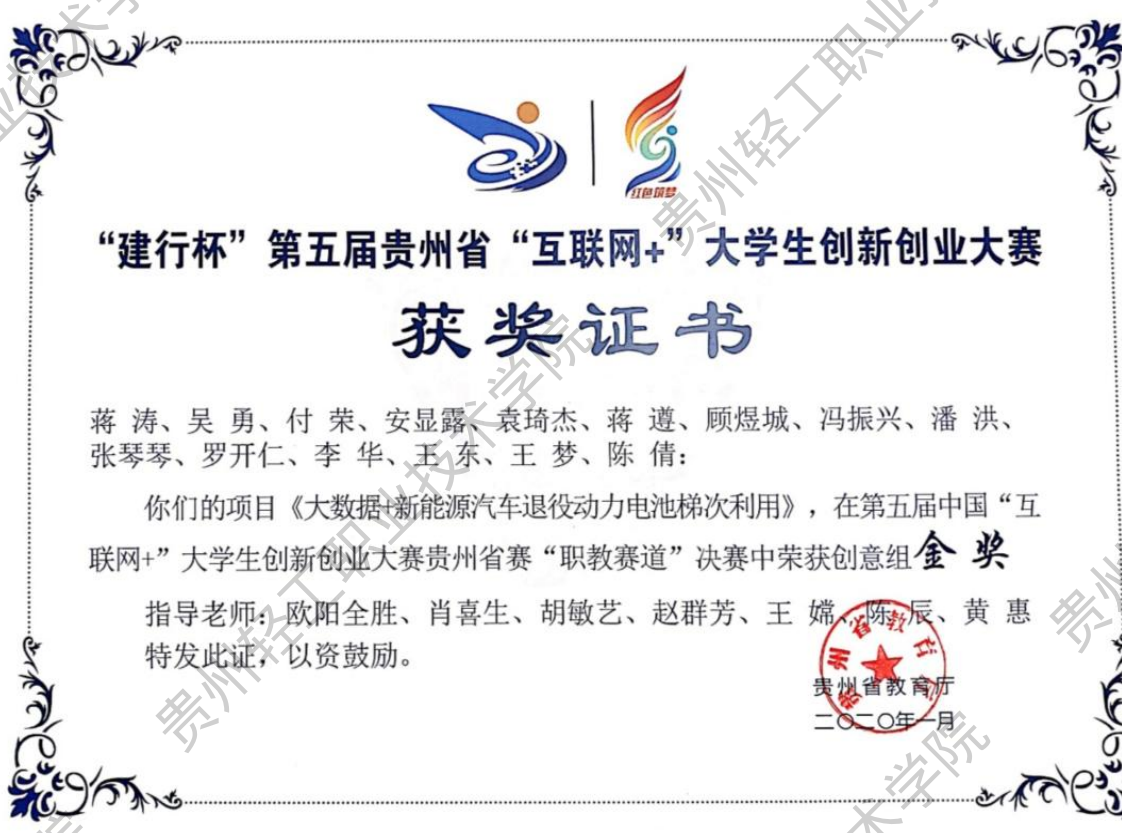 红色筑梦
“建行杯”第五届贵州省“互联网+”大学生创新创业大赛
获奖证书
蒋 涛、吴 勇、付 荣、安显露、袁琦杰、蒋 遵、顾煜城、冯振兴、潘 洪、
张琴琴、罗开仁、李 华、王 东、王 梦、陈 倩：
你们的项目《大数据+新能源汽车退役动力电池梯次利用》，在第五届中国“互
联网+”大学生创新创业大赛贵州省赛“职教赛道”决赛中荣获创意组金 奖
指导老师：欧阳全胜、肖喜生、胡敏艺、赵群芳、王 嫦、陈 辰、黄 惠
特发此证，以资鼓励。
贵州省教育厅
贵州省教育厅
二〇二〇年一月
贵州轻工职业技术学院